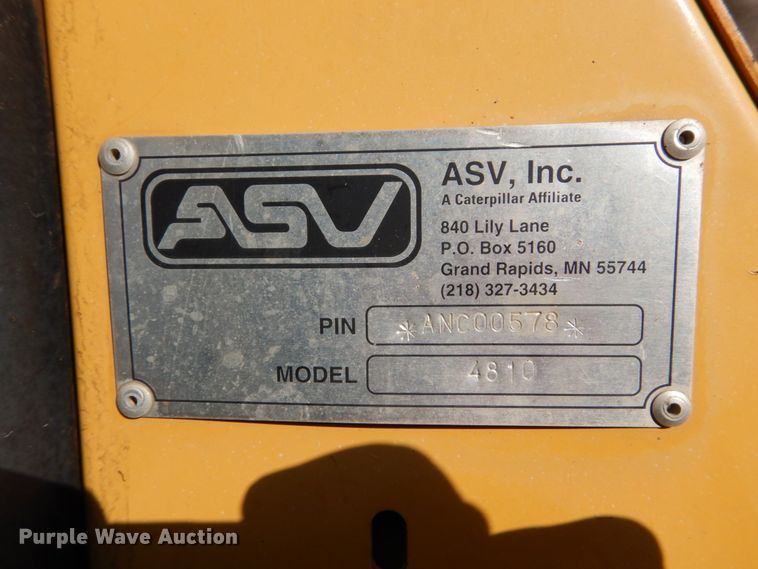 ASV
ASV, Inc.
A Caterpillar Affiliate
840 Lily Lane
P.O. Box 5160
Grand Rapids, MN 55744
(218) 327-3434
PIN *ANC00578*
MODEL 4810
Purple Wave Auction